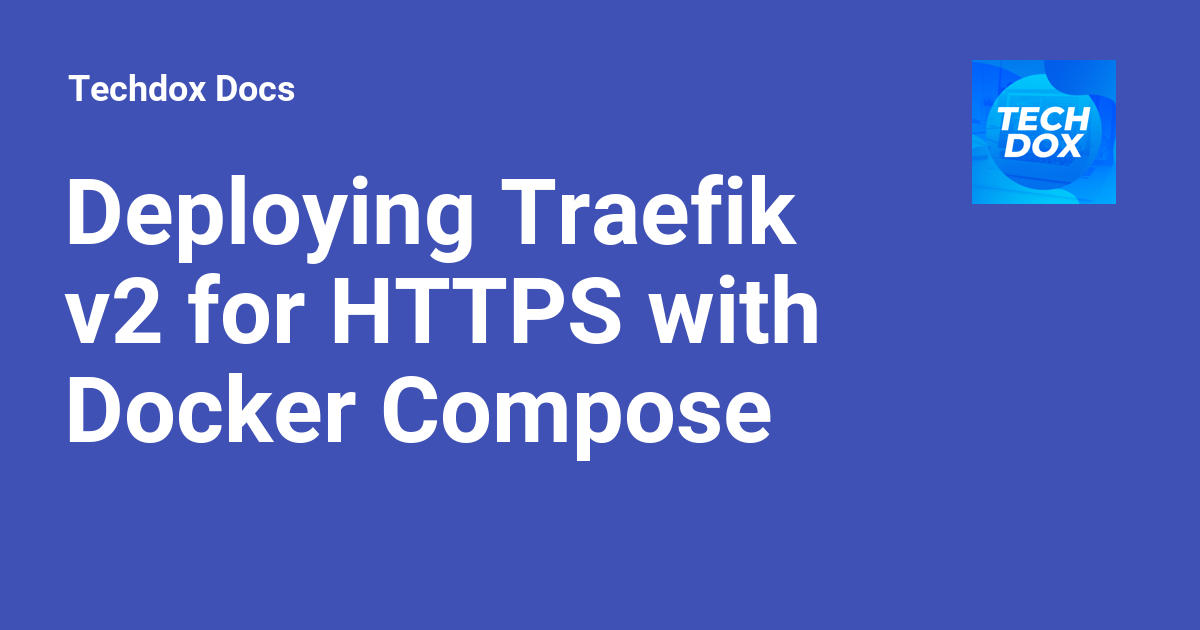 Techdox Docs
TECH
DOX
Deploying Traefik
v2 for HTTPS with
Docker Compose